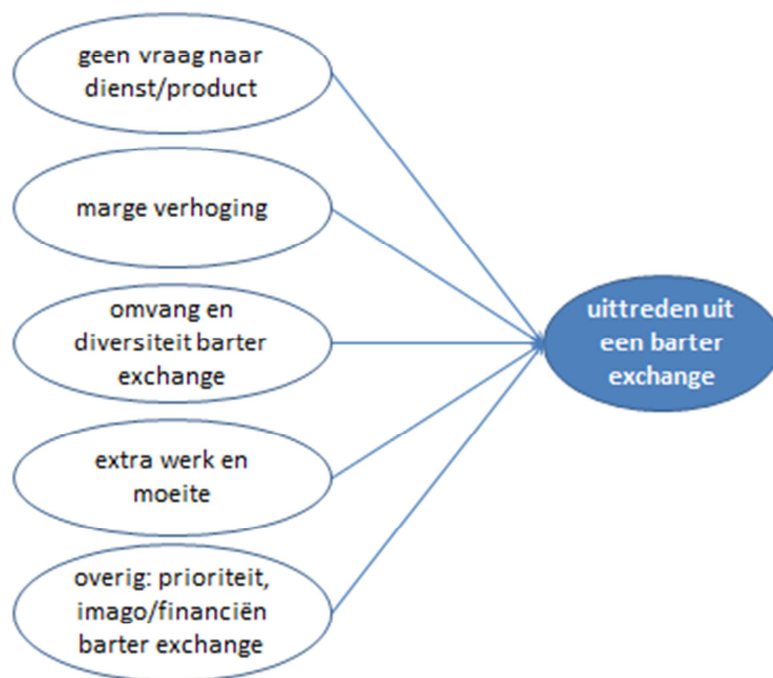 geen vraag naar
dienst/product
marge verhoging
omvang en
diversiteit barter
exchange
extra werk en
moeite
overig: prioriteit,
imago/financiën
barter exchange
uittreden uit
een barter
exchange